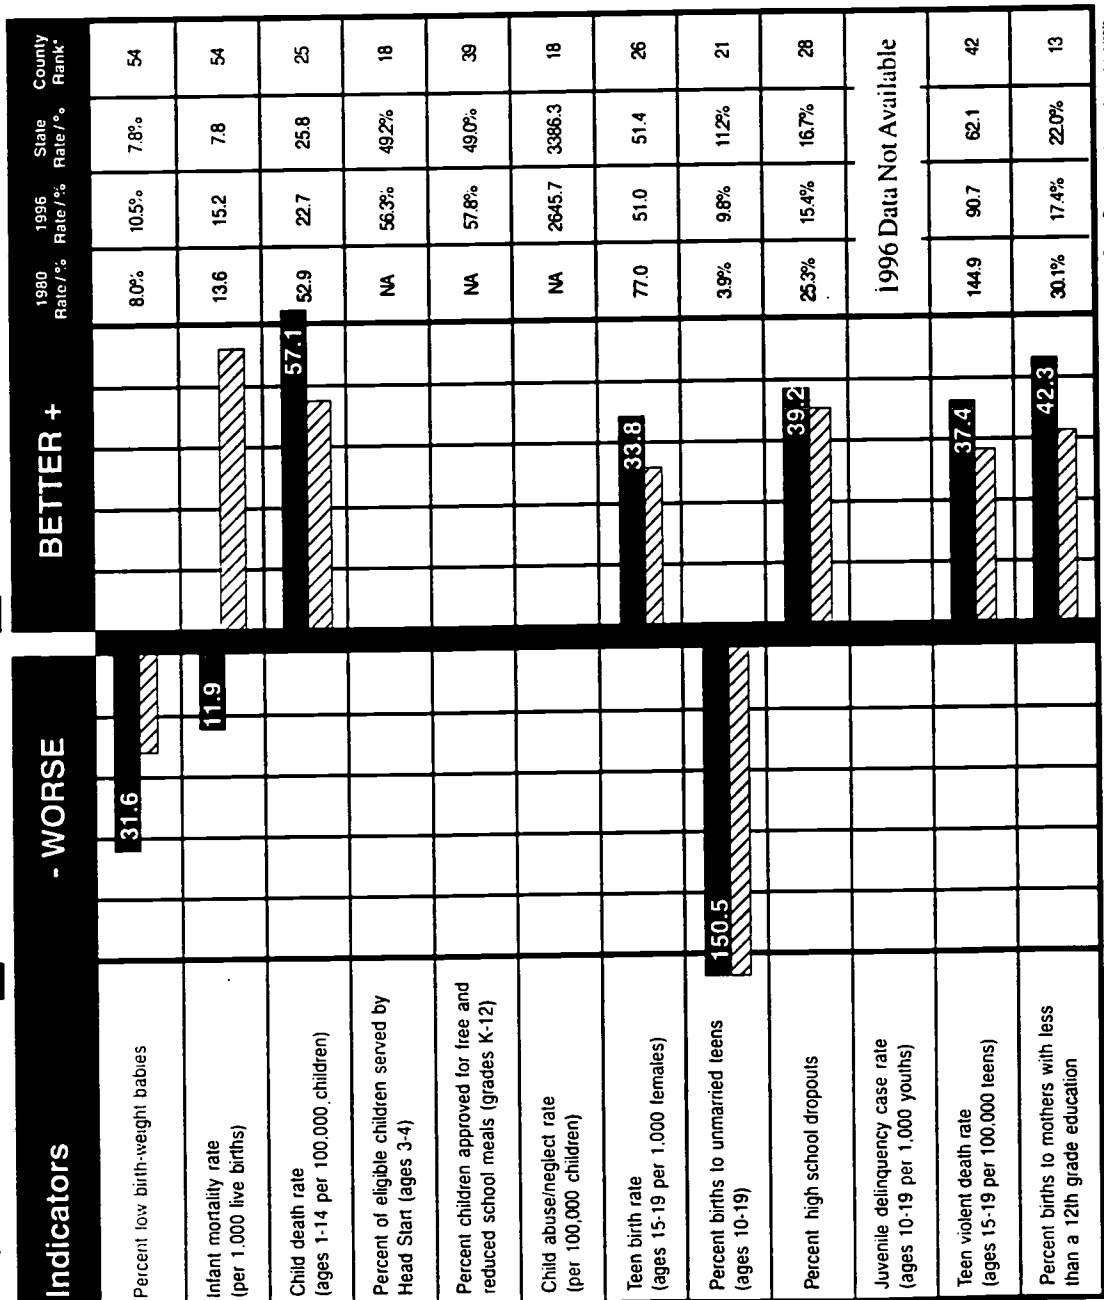 Indicators - WORSE BETTER + 1980 Rate/% 1996 Rate/% State Rate/% County Rank*
Percent low birth-weight babies 31.6 8.0% 10.5% 7.8% 54
Infant mortality rate
(per 1,000 live births) 11.9 13.6 15.2 7.8 54
Child death rate
(ages 1-14 per 100,000 children) 57.1 52.9 22.7 25.8 25
Percent of eligible children served by
Head Start (ages 3-4) NA 56.3% 49.2% 18
Percent children approved for free and
reduced school meals (grades K-12) NA 57.8% 49.0% 39
Child abuse/neglect rate
(per 100,000 children) NA 2645.7 3386.3 18
Teen birth rate
(ages 15-19 per 1,000 females) 33.8 77.0 51.0 51.4 26
Percent births to unmarried teens
(ages 10-19) 150.5 3.9% 9.8% 11.2% 21
Percent high school dropouts 39.2 25.3% 15.4% 16.7% 28
Juvenile delinquency case rate
(ages 10-19 per 1,000 youths) 1996 Data Not Available
Teen violent death rate
(ages 15-19 per 100,000 teens) 37.4 144.9 90.7 62.1 42
Percent births to mothers with less
than a 12th grade education 42.3 30.1% 17.4% 22.0% 13